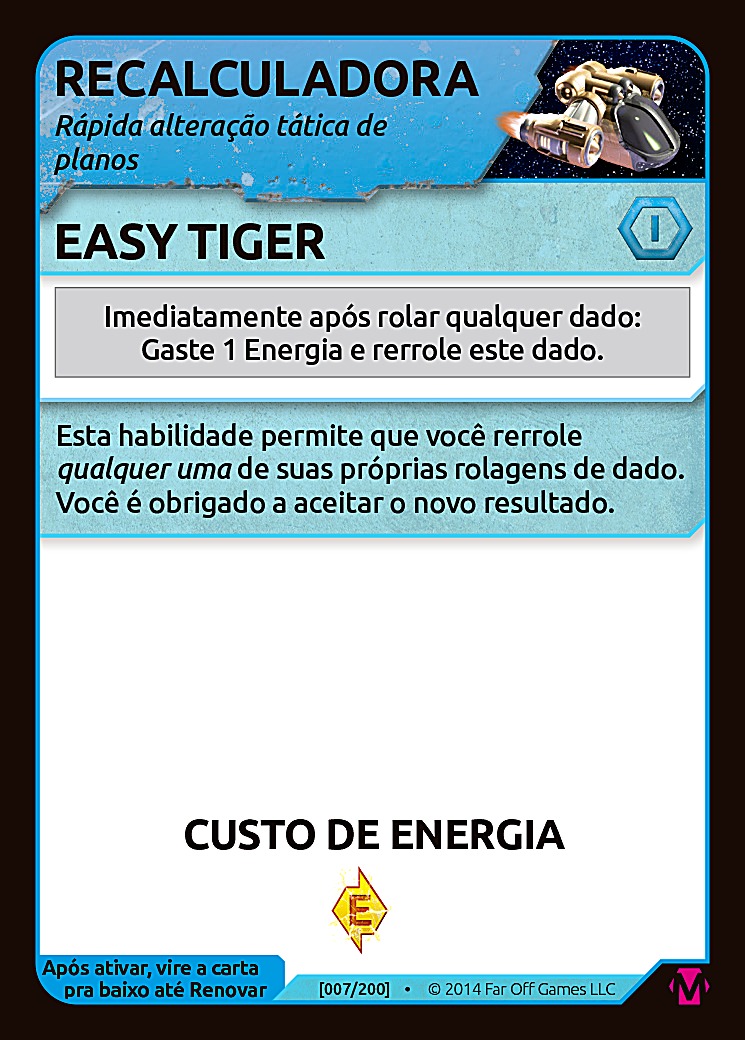 RECALCULADORA
Rápida alteração tática de
planos
EASY TIGER
I
Imediatamente após rolar qualquer dado:
Gaste 1 Energia e rerrole este dado.
Esta habilidade permite que você rerrole
qualquer uma de suas próprias rolagens de dado.
Você é obrigado a aceitar o novo resultado.
CUSTO DE ENERGIA
E
Após ativar, vire a carta
pra baixo até Renovar
[007/200] • © 2014 Far Off Games LLC
M